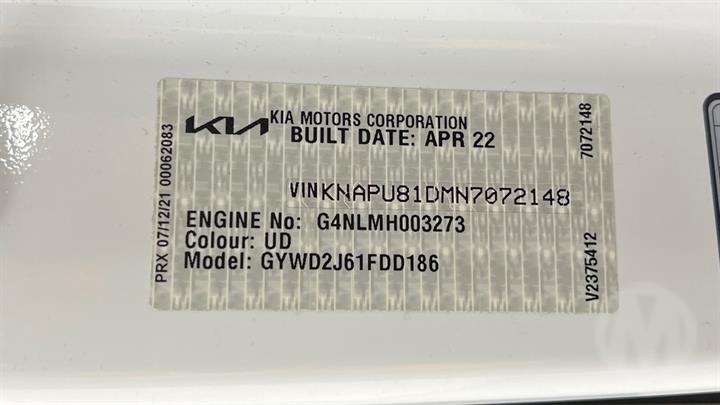 KIA
KIA MOTORS CORPORATION
BUILT DATE: APR 22
VIN KNAPU81DMN7072148
ENGINE No: G4NLMH003273
Colour: UD
Model: GYWD2J61FDD186
PRX 07/12/21 00062083
7072148
V2375412
M